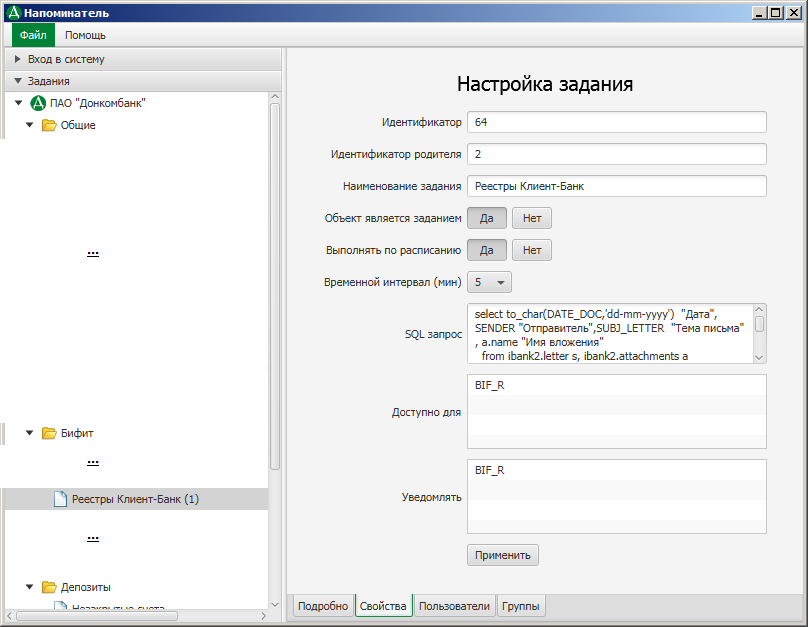 Напоминатель
Файл Помощь
Вход в систему
Задания
ПАО "Донкомбанк"
Общие
...
Бифит
...
Реестры Клиент-Банк (1)
...
Депозиты
Незакрытые счета
Настройка задания
Идентификатор 64
Идентификатор родителя 2
Наименование задания Реестры Клиент-Банк
Объект является заданием Да Нет
Выполнять по расписанию Да Нет
Временной интервал (мин) 5
SQL запрос
select to_char(DATE_DOC,'dd-mm-yyyy') "Дата",
SENDER "Отправитель",SUBJ_LETTER "Тема письма"
, a.name "Имя вложения"
from ibank2.letter s, ibank2.attachments a
Доступно для
BIF_R
Уведомлять
BIF_R
Применить
Подробно Свойства Пользователи Группы